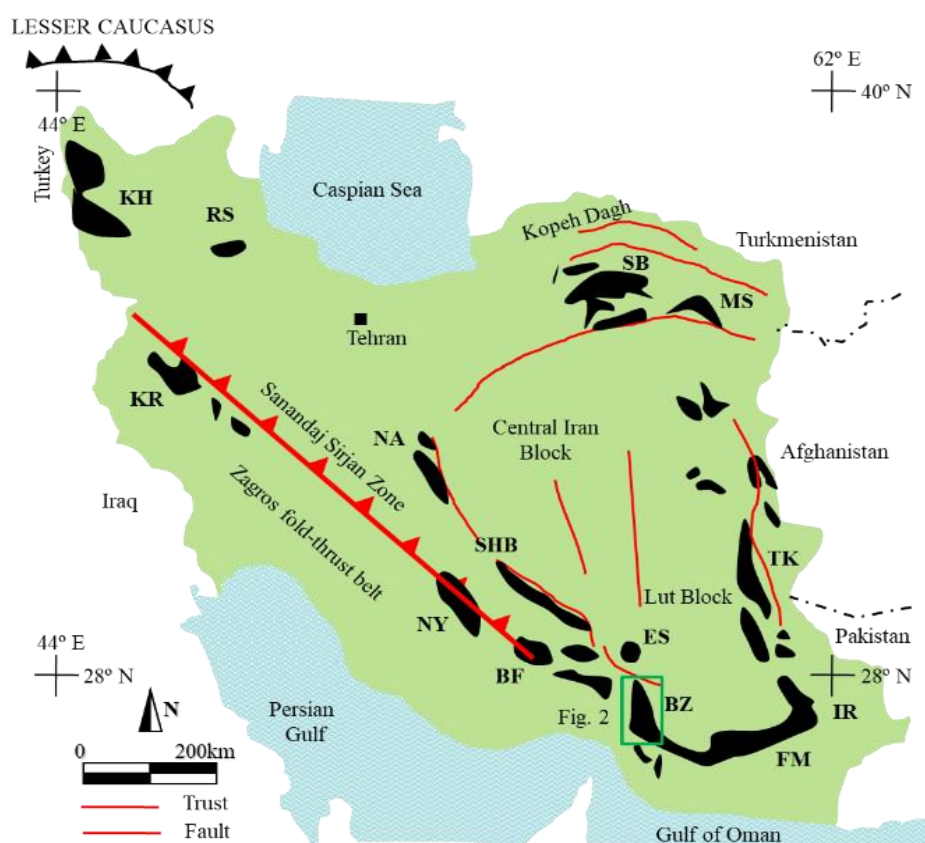 LESSER CAUCASUS
62º E
40º N
44º E
Turkey
Caspian Sea
KH
RS
Kopeh Dagh
Turkmenistan
SB
MS
Tehran
KR
Sanandaj Sirjan Zone
NA
Central Iran
Block
Afghanistan
Iraq
Zagros fold-thrust belt
SHB
TK
Lut Block
NY
ES
Pakistan
44º E
28º N
BF
28º N
N
Persian
Gulf
Fig. 2
BZ
IR
FM
0
200km
Trust
Fault
Gulf of Oman